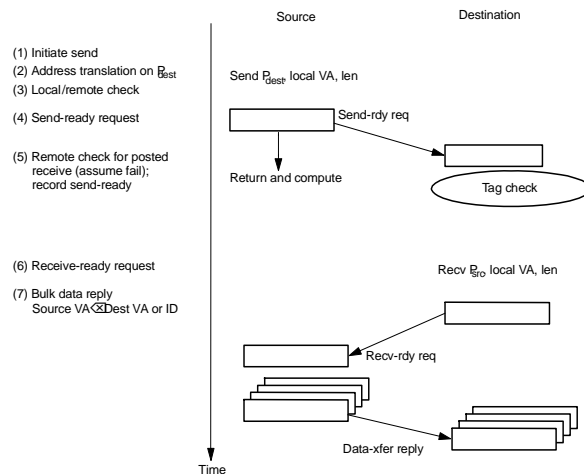 Source
Destination
(1) Initiate send
(2) Address translation on Pdest
(3) Local/remote check
(4) Send-ready request
(5) Remote check for posted
receive (assume fail);
record send-ready
(6) Receive-ready request
(7) Bulk data reply
Source VA Dest VA or ID
Send Pdest, local VA, len
Send-rdy req
Return and compute
Tag check
Recv Psrc, local VA, len
Recv-rdy req
Data-xfer reply
Time